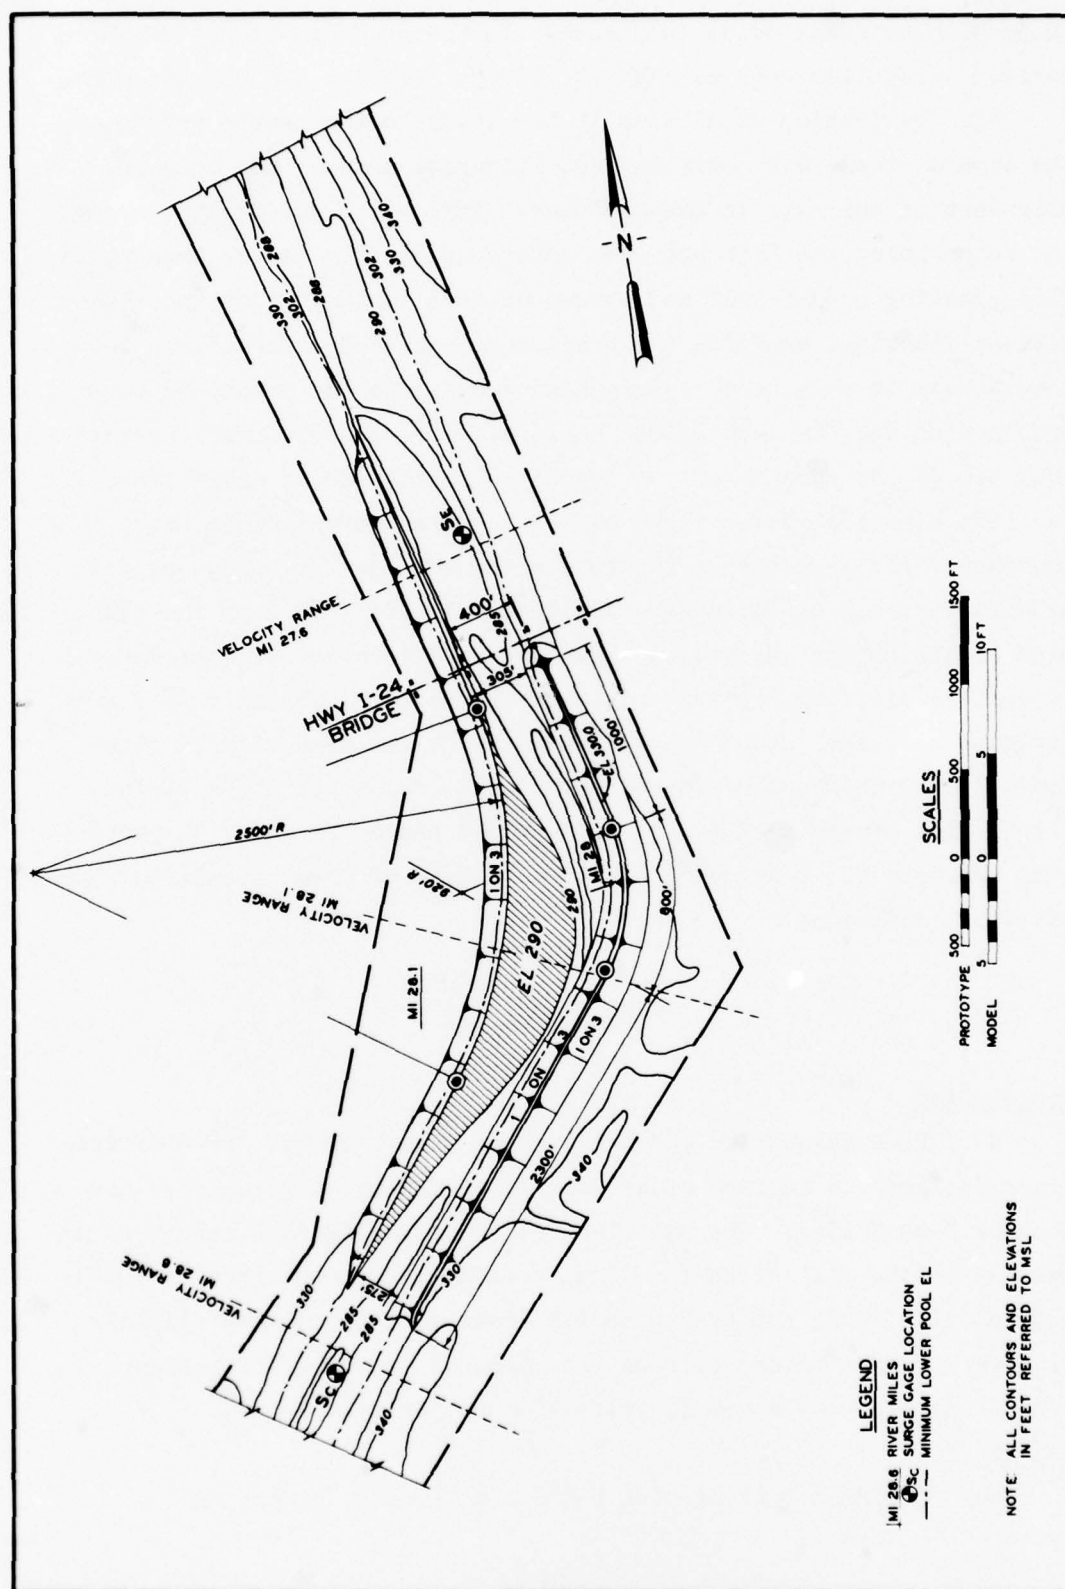 288
302
330
286
290
302
330
340
N
SE
VELOCITY RANGE
MI 27.6
400'
285'
HWY I-24
BRIDGE
305'
EL 330.0
1000'
2500' R
920' R
1 ON 3
MI 28
280
VELOCITY RANGE
MI 28.1
MI 28.1
EL 290
600'
1 ON 3
1 ON 3
2300'
340
VELOCITY RANGE
MI 28.6
330
275'
330
285
285
SC
340
SCALES
PROTOTYPE 500 0 500 1000 1500 FT
MODEL 5 0 5 10 FT
LEGEND
MI 28.6 RIVER MILES
SC SURGE GAGE LOCATION
MINIMUM LOWER POOL EL
NOTE: ALL CONTOURS AND ELEVATIONS
IN FEET REFERRED TO MSL